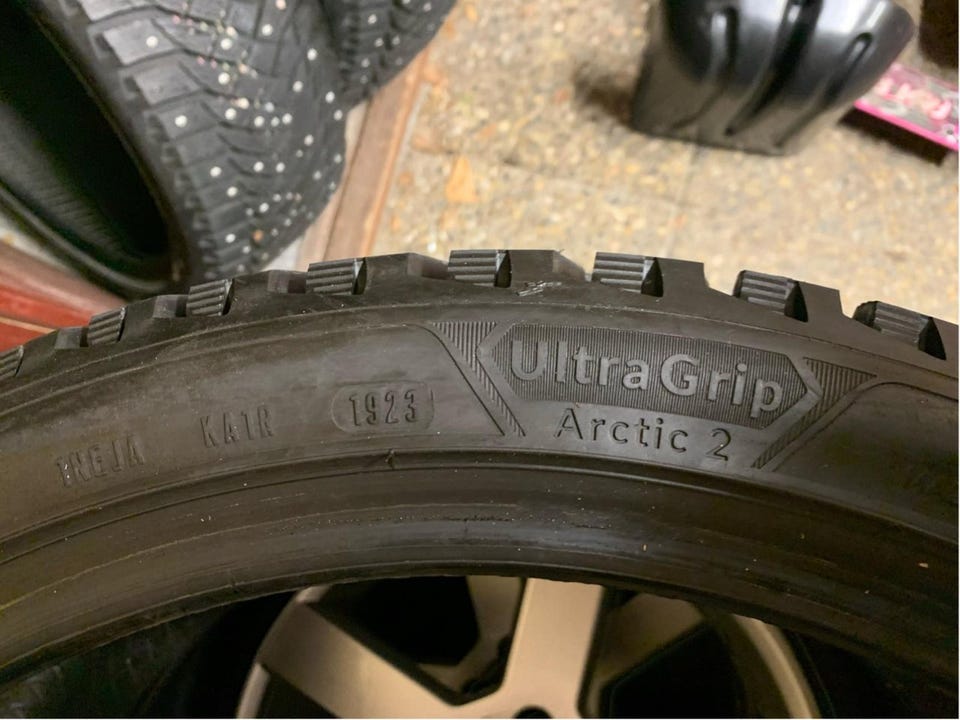 UltraGrip
Arctic 2
1NEJA KA1R 1923